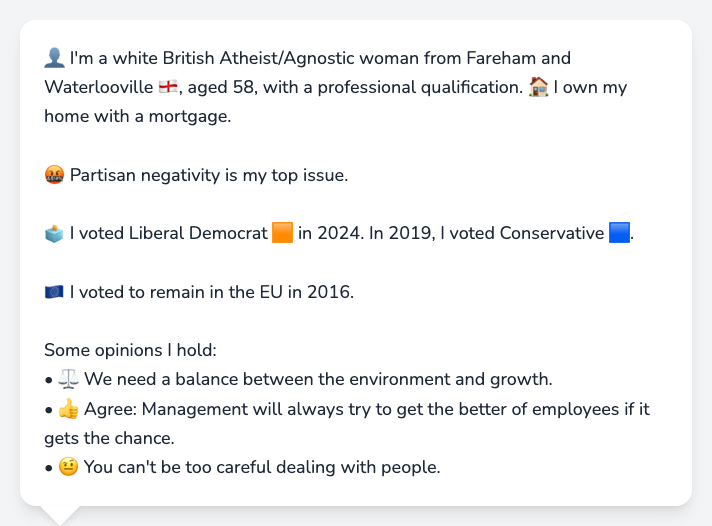 👤 I'm a white British Atheist/Agnostic woman from Fareham and
Waterlooville 🏴󠁧󠁢󠁥󠁮󠁧󠁿, aged 58, with a professional qualification. 🏠 I own my
home with a mortgage.
🤬 Partisan negativity is my top issue.
🗳️ I voted Liberal Democrat 🟧 in 2024. In 2019, I voted Conservative 🟦.
🇪🇺 I voted to remain in the EU in 2016.
Some opinions I hold:
• ⚖️ We need a balance between the environment and growth.
• 👍 Agree: Management will always try to get the better of employees if it
gets the chance.
• 🤨 You can't be too careful dealing with people.